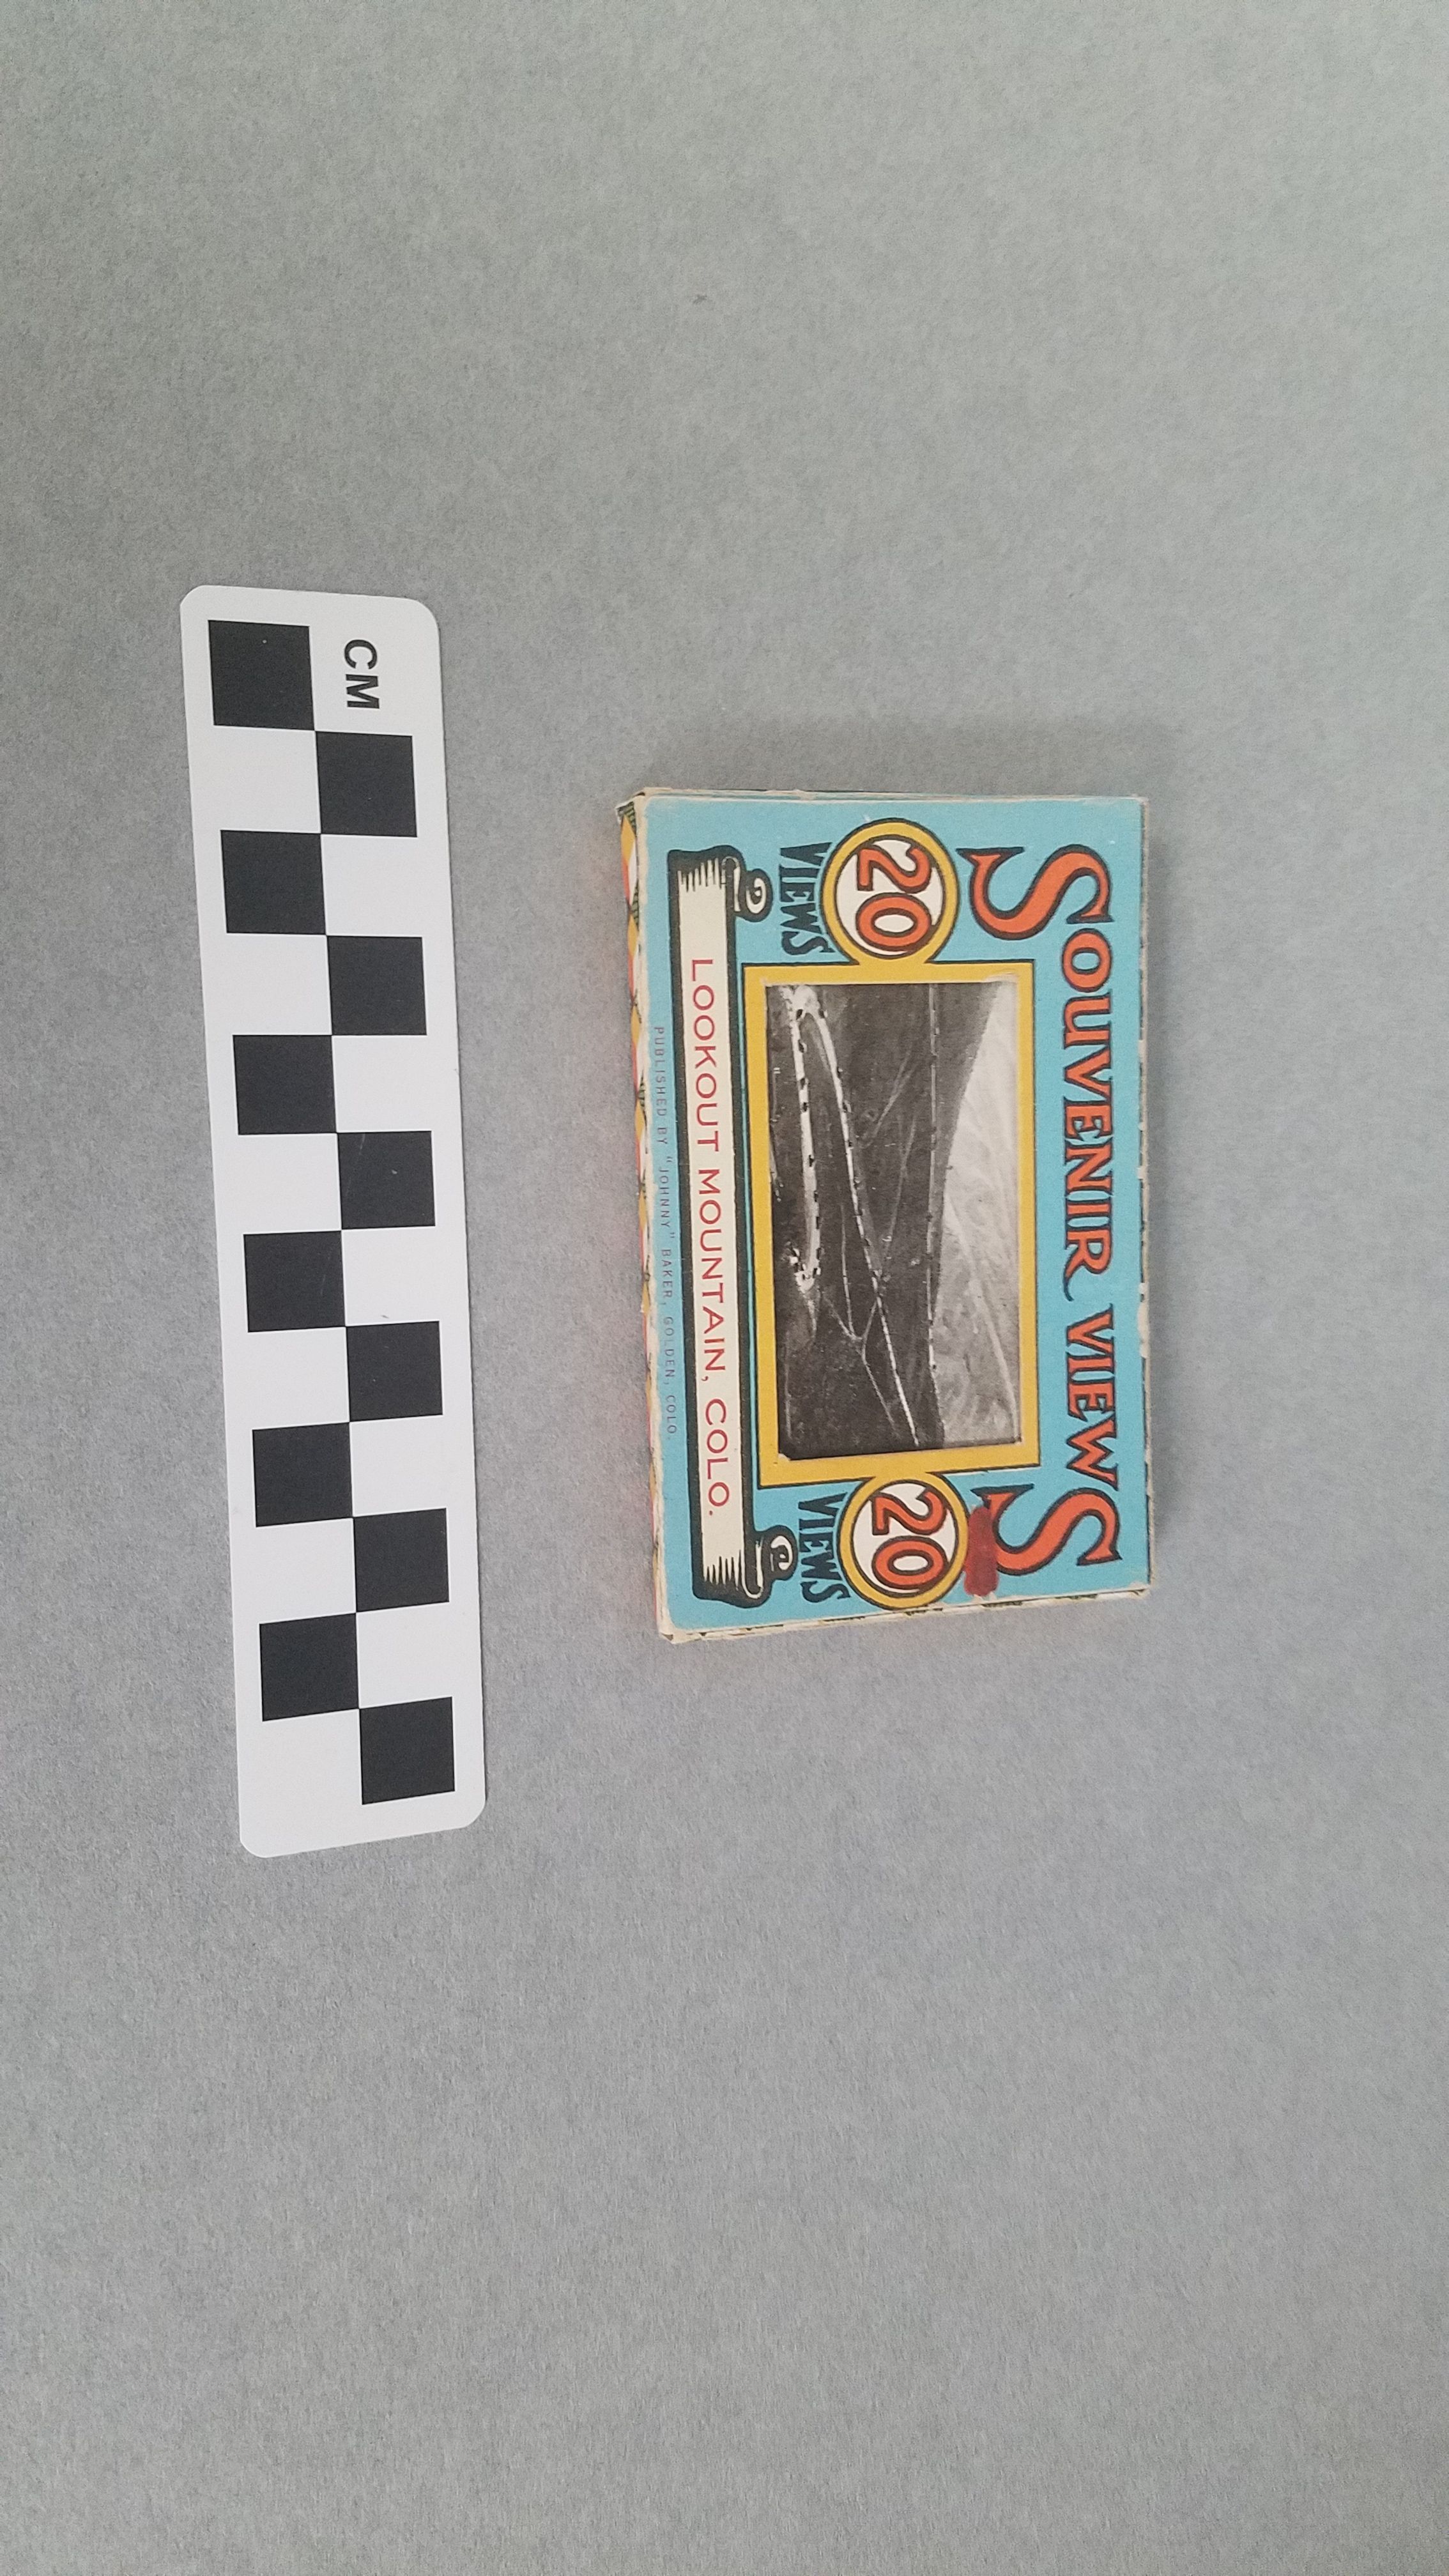 CM
SOUVENIR VIEWS
20 20
VIEWS VIEWS
LOOKOUT MOUNTAIN, COLO.
PUBLISHED BY "JOHNNY" BAKER, GOLDEN, COLO.